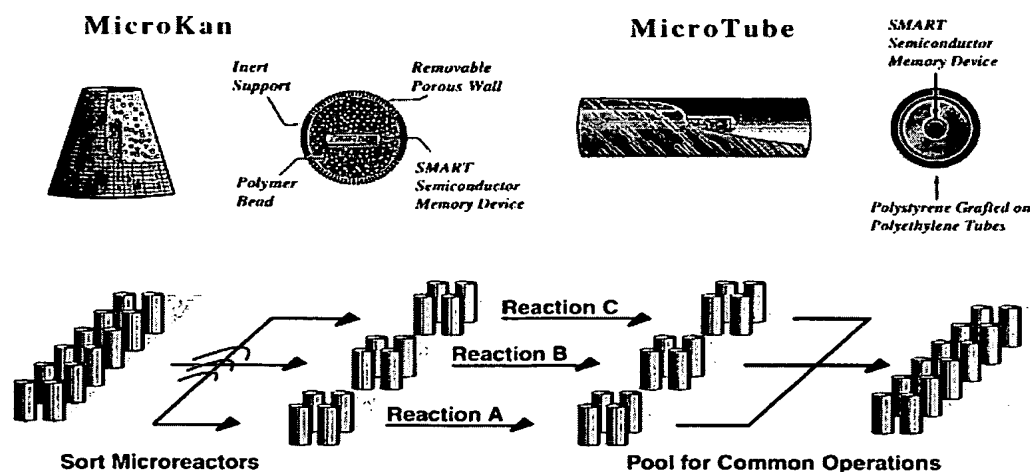 MicroKan
MicroTube
Inert
Support
Removable
Porous Wall
Polymer
Bead
SMART
Semiconductor
Memory Device
SMART
Semiconductor
Memory Device
Polystyrene Grafted on
Polyethylene Tubes
Reaction C
Reaction B
Reaction A
Sort Microreactors
Pool for Common Operations